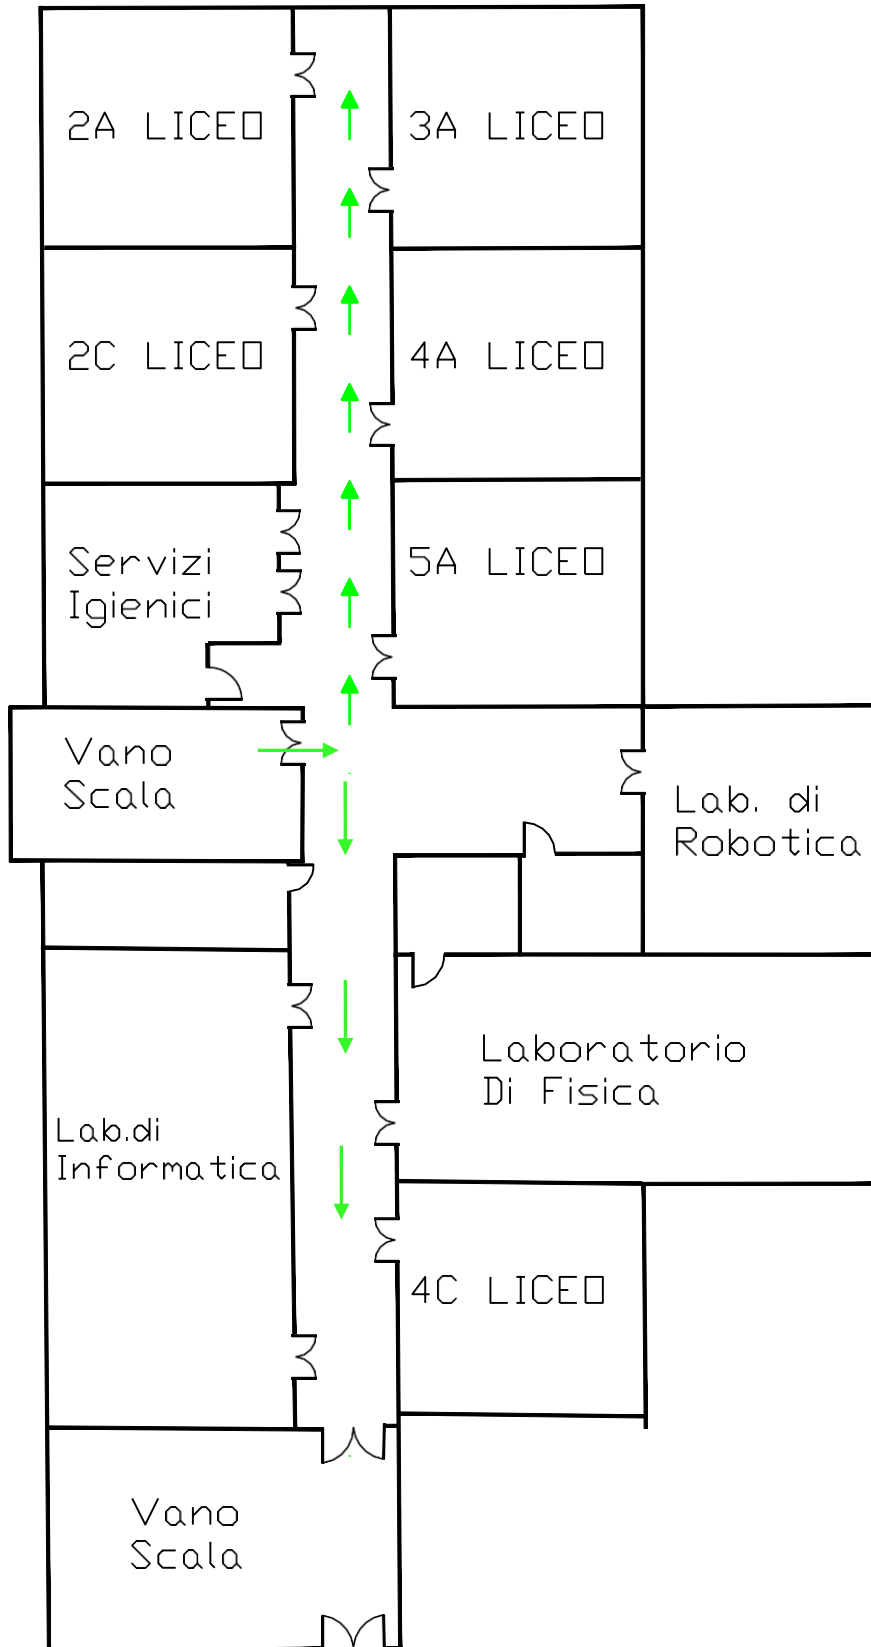 2A LICEO
3A LICEO
2C LICEO
4A LICEO
Servizi
Igienici
5A LICEO
Vano
Scala
Lab. di
Robotica
Laboratorio
Di Fisica
Lab.di
Informatica
4C LICEO
Vano
Scala